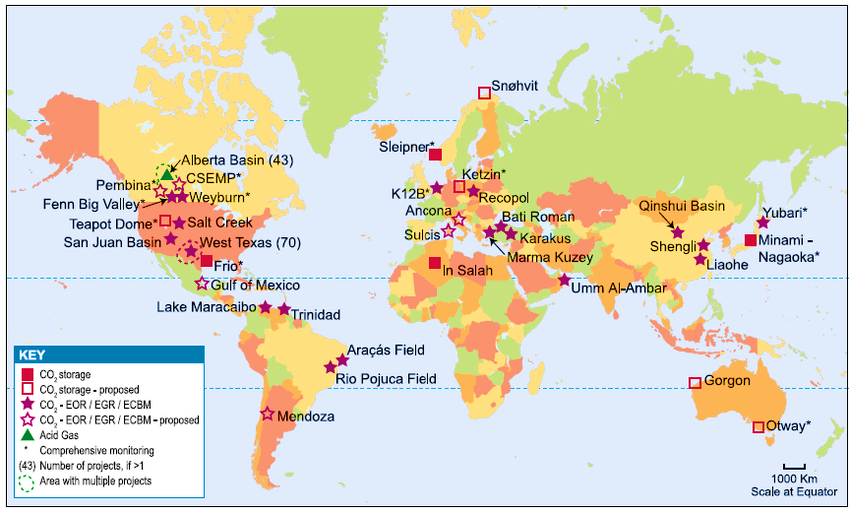 Snøhvit
Sleipner*
Alberta Basin (43)
CSEMP*
Pembina*
Weyburn*
Fenn Big Valley*
Teapot Dome*
Salt Creek
San Juan Basin
West Texas (70)
Frio*
Gulf of Mexico
Lake Maracaibo
Trinidad
Araçás Field
Rio Pojuca Field
Mendoza
Ketzin*
K12B*
Recopol
Ancona
Bati Roman
Sulcis
Karakus
Marma Kuzey
In Salah
Umm Al-Ambar
Qinshui Basin
Yubari*
Shengli
Minami -
Nagaoka*
Liaohe
Gorgon
Otway*
KEY
CO2 storage
CO2 storage - proposed
CO2 - EOR / EGR / ECBM
CO2 - EOR / EGR / ECBM – proposed
Acid Gas
* Comprehensive monitoring
(43) Number of projects, if >1
Area with multiple projects
1000 Km
Scale at Equator